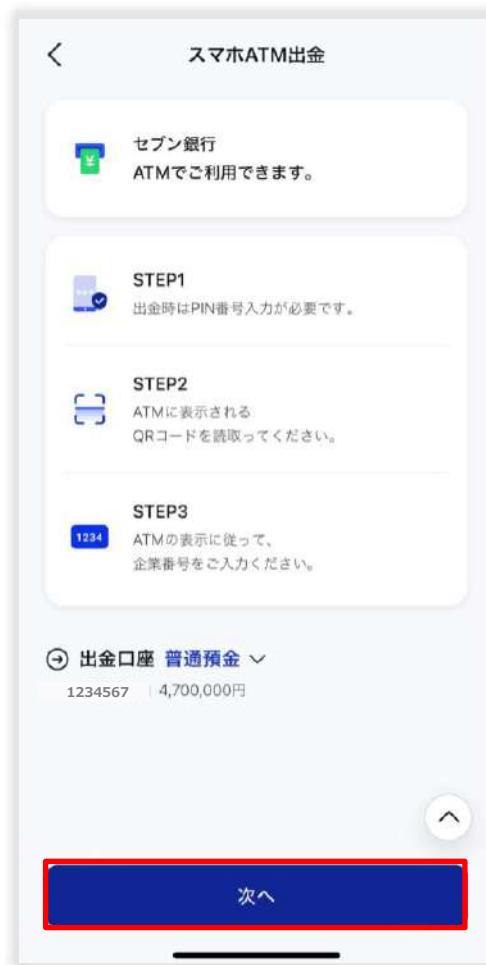 スマホATM出金
セブン銀行
ATMでご利用できます。
STEP1
出金時はPIN番号入力が必要です。
STEP2
ATMに表示される
QRコードを読取ってください。
1234
STEP3
ATMの表示に従って、
企業番号をご入力ください。
出金口座 普通預金
1234567 | 4,700,000円
次へ